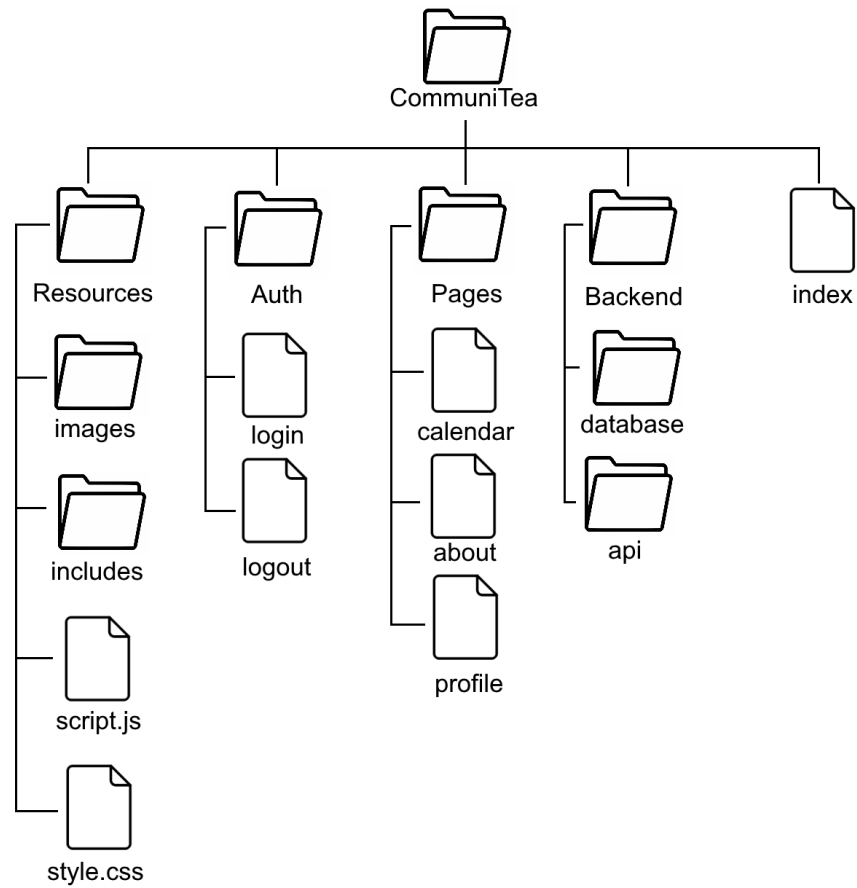 CommuniTea
Resources
Auth
Pages
Backend
index
images
login
calendar
database
includes
logout
about
api
script.js
profile
style.css